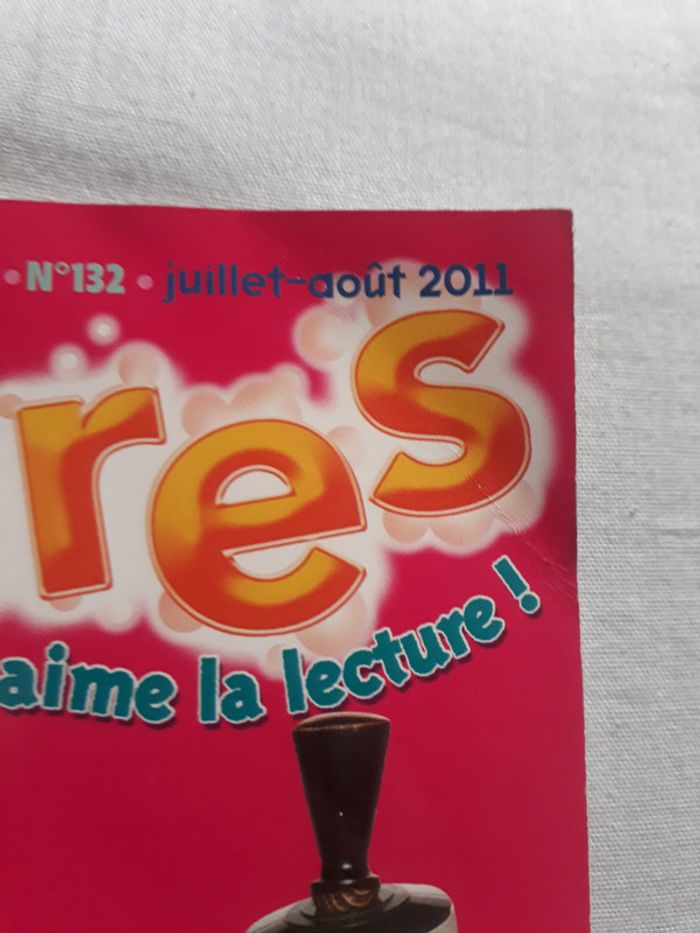 • N°132 • juillet-août 2011
res
aime la lecture !